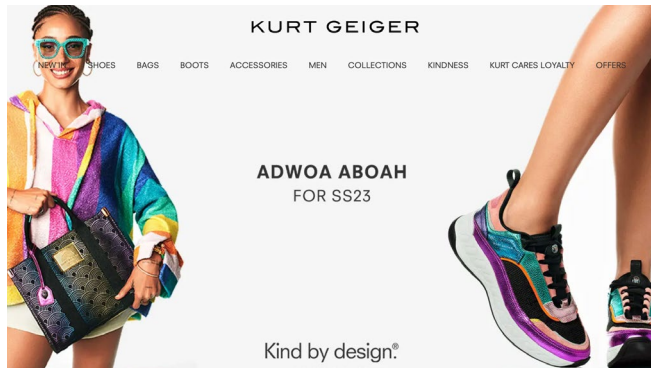 KURT GEIGER
NEW IN SHOES BAGS BOOTS ACCESSORIES MEN COLLECTIONS KINDNESS KURT CARES LOYALTY OFFERS
ADWOA ABOAH
FOR SS23
Kind by design.®